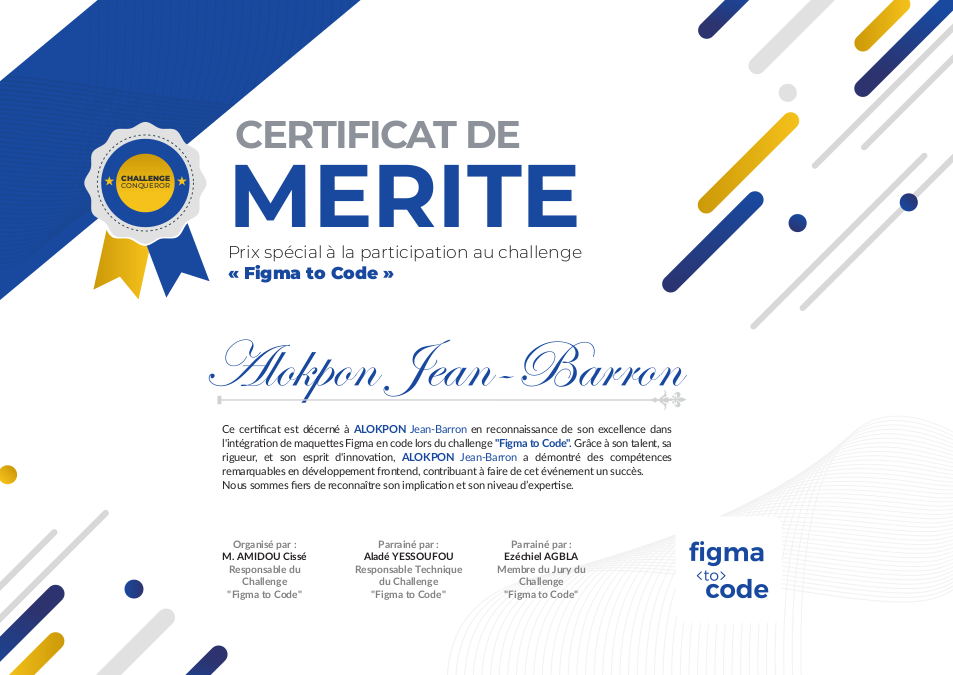 CERTIFICAT DE
MERITE
CHALLENGE
CONQUEROR
Prix spécial à la participation au challenge
« Figma to Code »
Alokpon Jean-Barron
Ce certificat est décerné à ALOKPON Jean-Barron en reconnaissance de son excellence dans
l'intégration de maquettes Figma en code lors du challenge "Figma to Code". Grâce à son talent, sa
rigueur, et son esprit d'innovation, ALOKPON Jean-Barron a démontré des compétences
remarquables en développement frontend, contribuant à faire de cet événement un succès.
Nous sommes fiers de reconnaître son implication et son niveau d'expertise.
Organisé par :
M. AMIDOU Cissé
Responsable du
Challenge
"Figma to Code"
Parrainé par :
Aladé YESSOUFOU
Responsable Technique
du Challenge
"Figma to Code"
Parrainé par :
Ezéchiel AGBLA
Membre du Jury du
Challenge
"Figma to Code"
figma
<to>
code